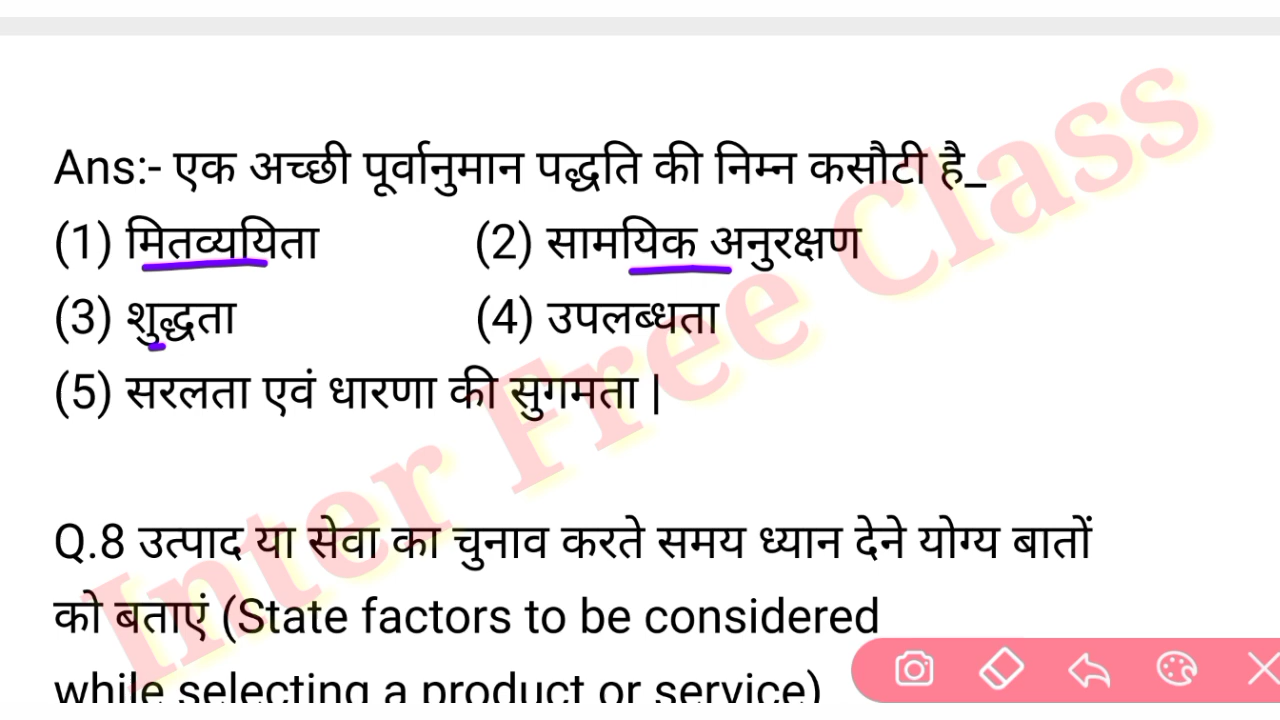 Ans:- एक अच्छी पूर्वानुमान पद्धति की निम्न कसौटी है_
(1) मितव्ययिता (2) सामयिक अनुरक्षण
(3) शुद्धता (4) उपलब्धता
(5) सरलता एवं धारणा की सुगमता |
Q.8 उत्पाद या सेवा का चुनाव करते समय ध्यान देने योग्य बातों
को बताएं (State factors to be considered
while selecting a product or service)
Inter Free Class